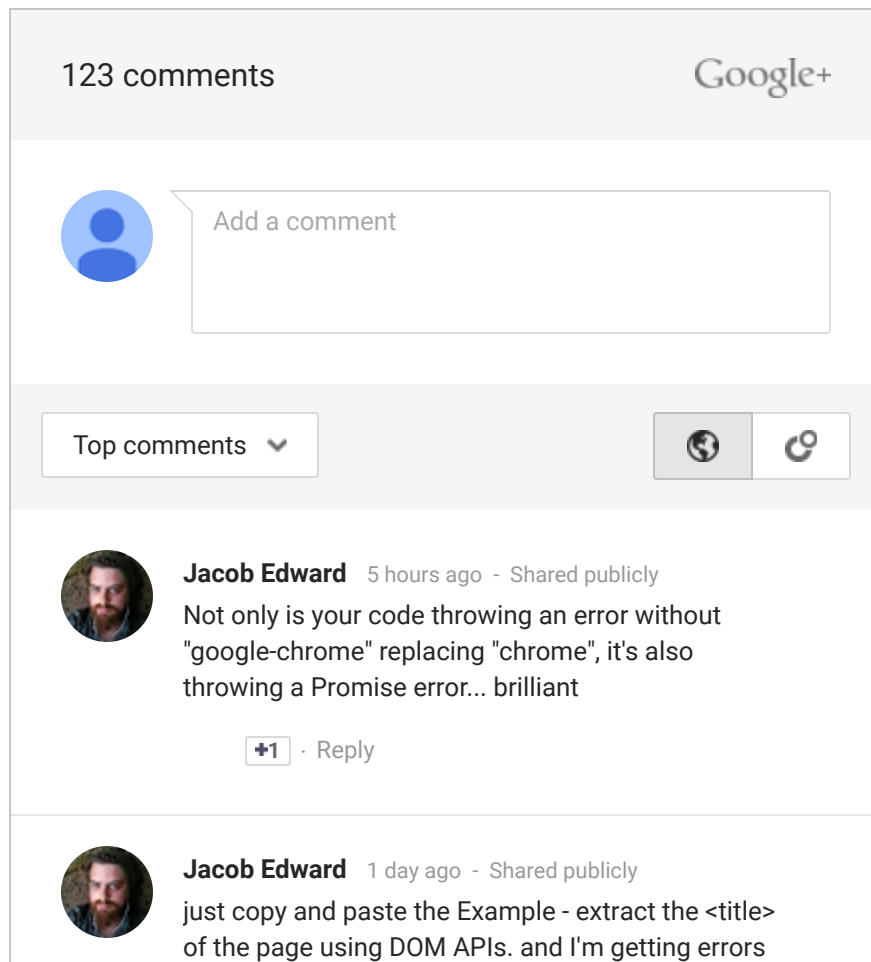 123 comments
Google+
Add a comment
Top comments
Jacob Edward 5 hours ago - Shared publicly
Not only is your code throwing an error without
"google-chrome" replacing "chrome", it's also
throwing a Promise error... brilliant
+1 · Reply
Jacob Edward 1 day ago - Shared publicly
just copy and paste the Example - extract the <title>
of the page using DOM APIs. and I'm getting errors